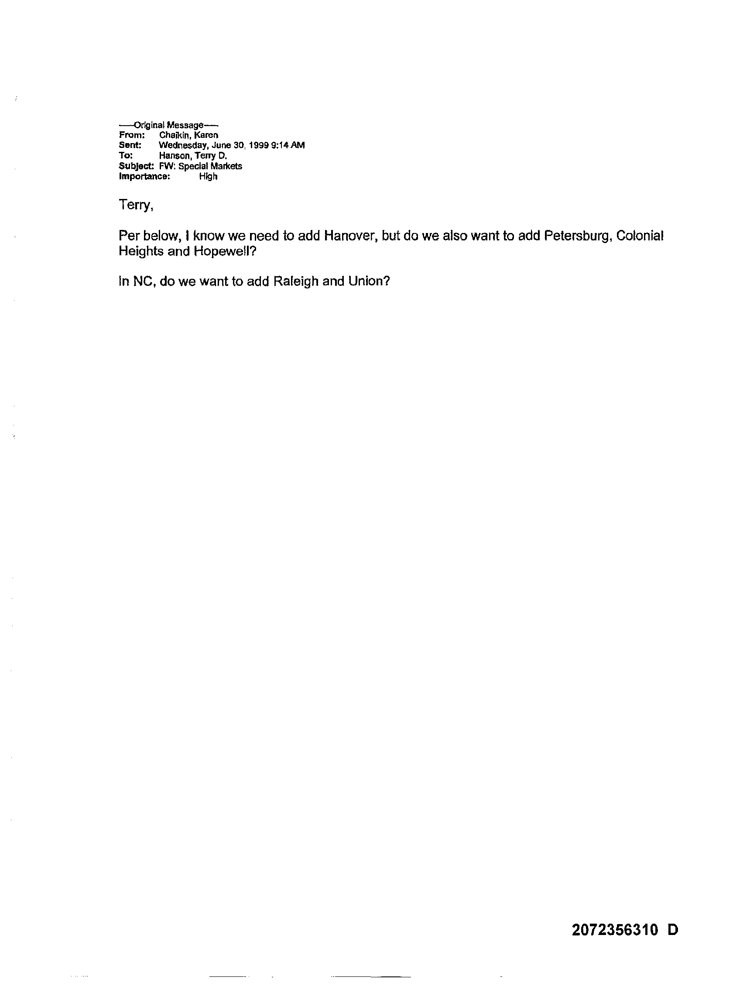 -----Original Message-----
From: Chaikin, Karen
Sent: Wednesday, June 30, 1999 9:14 AM
To: Hanson, Terry D.
Subject: FW: Special Markets
Importance: High
Terry,
Per below, I know we need to add Hanover, but do we also want to add Petersburg, Colonial
Heights and Hopewell?
In NC, do we want to add Raleigh and Union?
2072356310 D